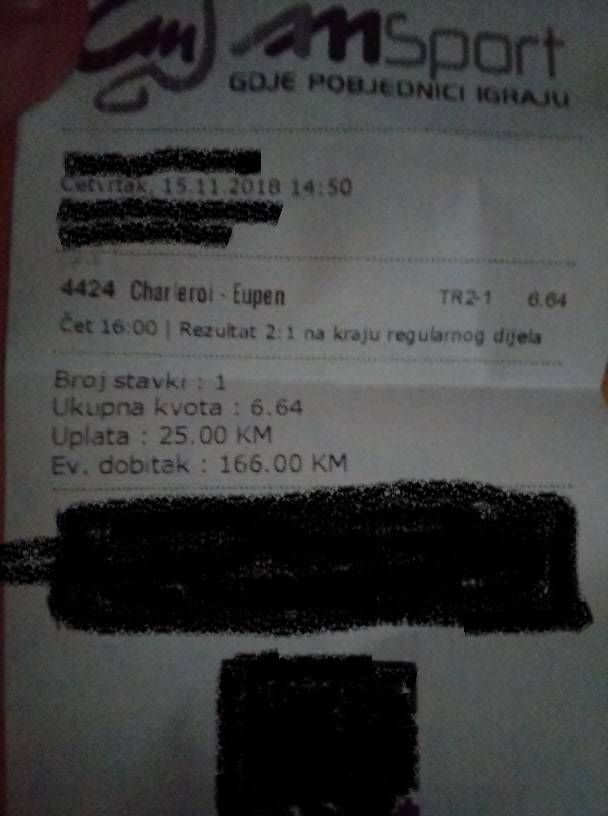 AMSport
GDJE POBJEDNICI IGRAJU
Četvrtak, 15.11.2018 14:50
4424 Charleroi - Eupen TR2-1 6.64
Čet 16:00 | Rezultat 2:1 na kraju regularnog dijela
Broj stavki : 1
Ukupna kvota : 6.64
Uplata : 25.00 KM
Ev. dobitak : 166.00 KM